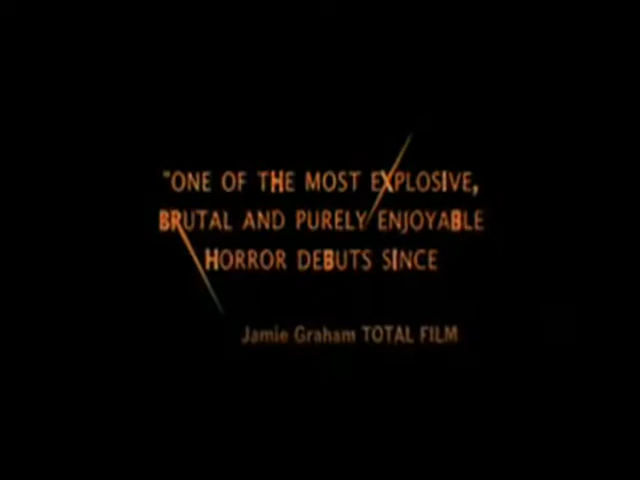 "ONE OF THE MOST EXPLOSIVE,
BRUTAL AND PURELY ENJOYABLE
HORROR DEBUTS SINCE
Jamie Graham TOTAL FILM